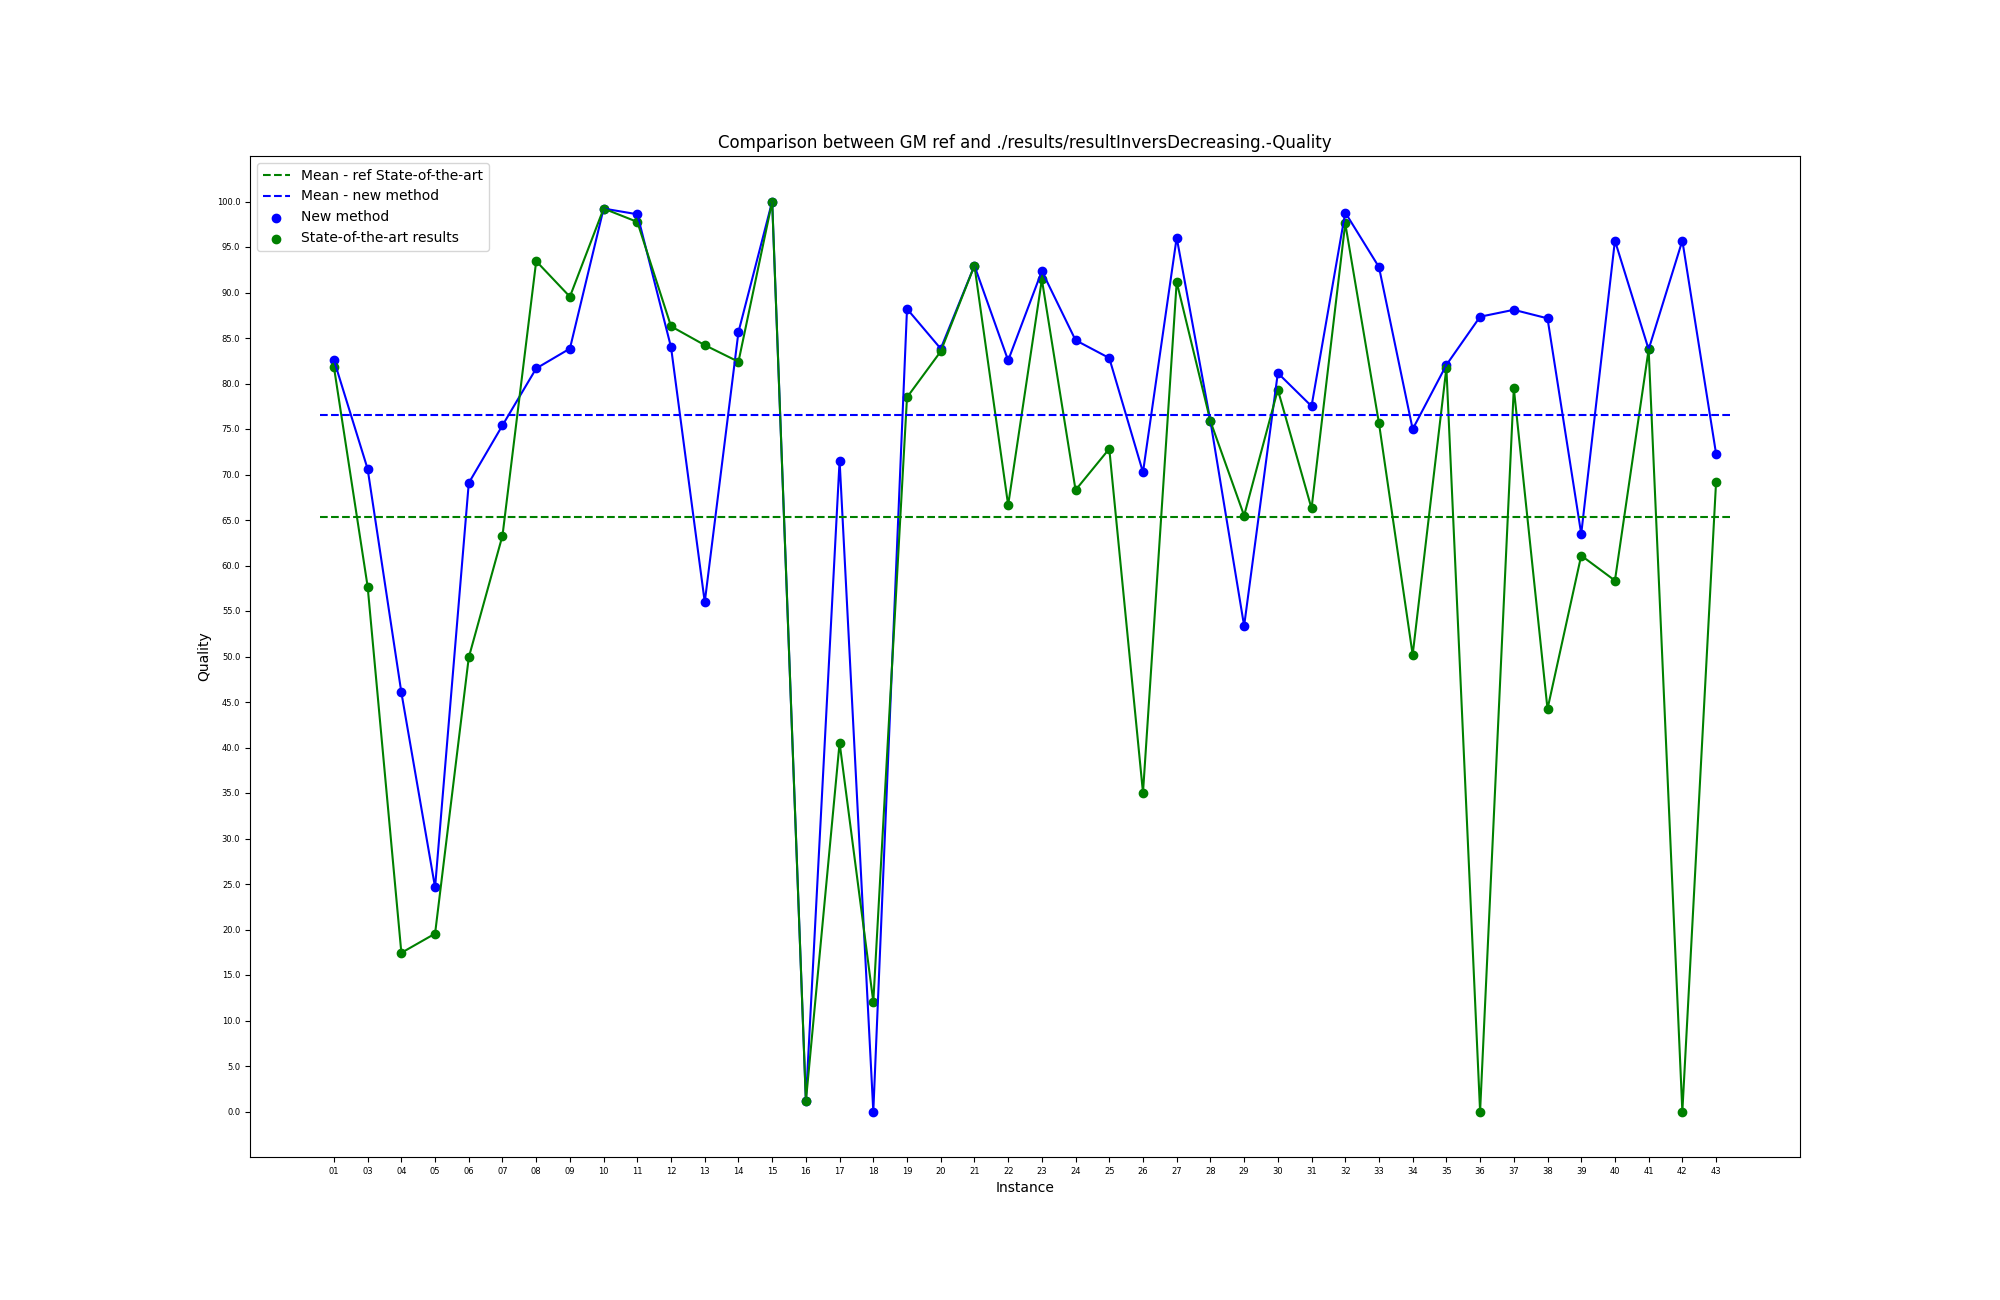 Comparison between GM ref and ./results/resultInversDecreasing.-Quality
Mean - ref State-of-the-art
Mean - new method
New method
State-of-the-art results
100.0
95.0
90.0
85.0
80.0
75.0
70.0
65.0
60.0
55.0
50.0
45.0
40.0
35.0
30.0
25.0
20.0
15.0
10.0
5.0
0.0
Quality
01 03 04 05 06 07 08 09 10 11 12 13 14 15 16 17 18 19 20 21 22 23 24 25 26 27 28 29 30 31 32 33 34 35 36 37 38 39 40 41 42 43
Instance